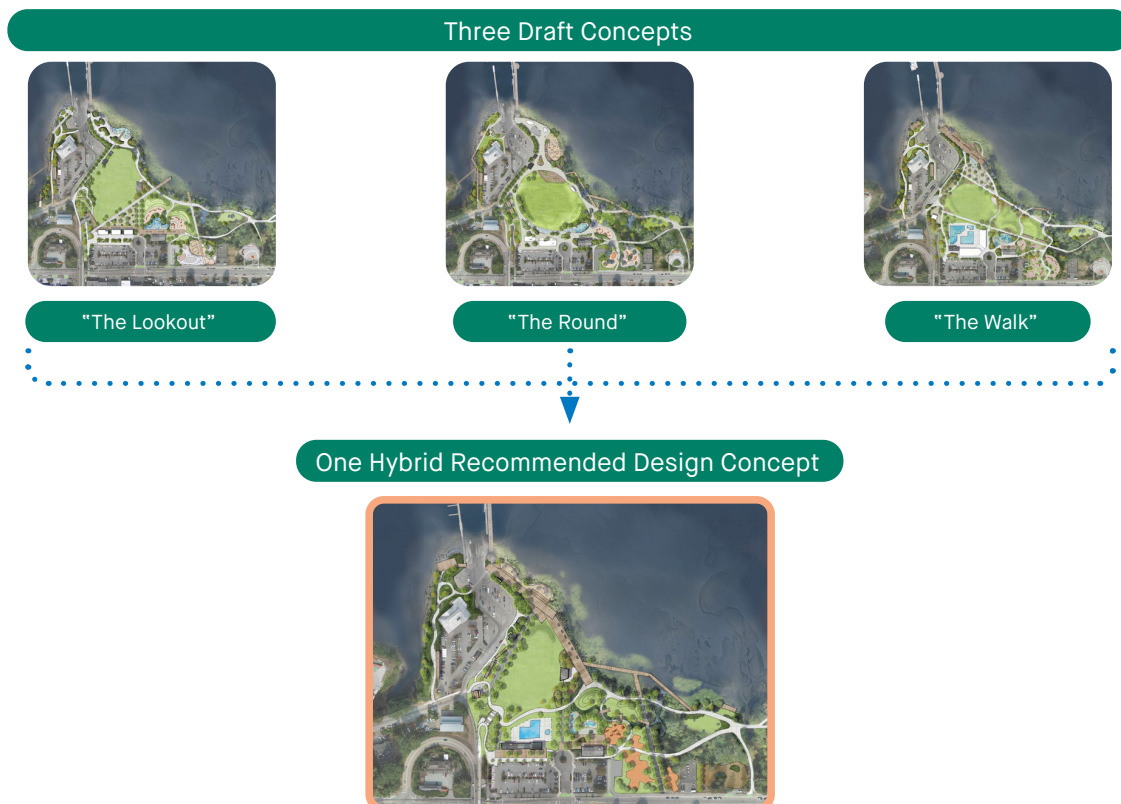 Three Draft Concepts
“The Lookout”
“The Round”
“The Walk”
One Hybrid Recommended Design Concept